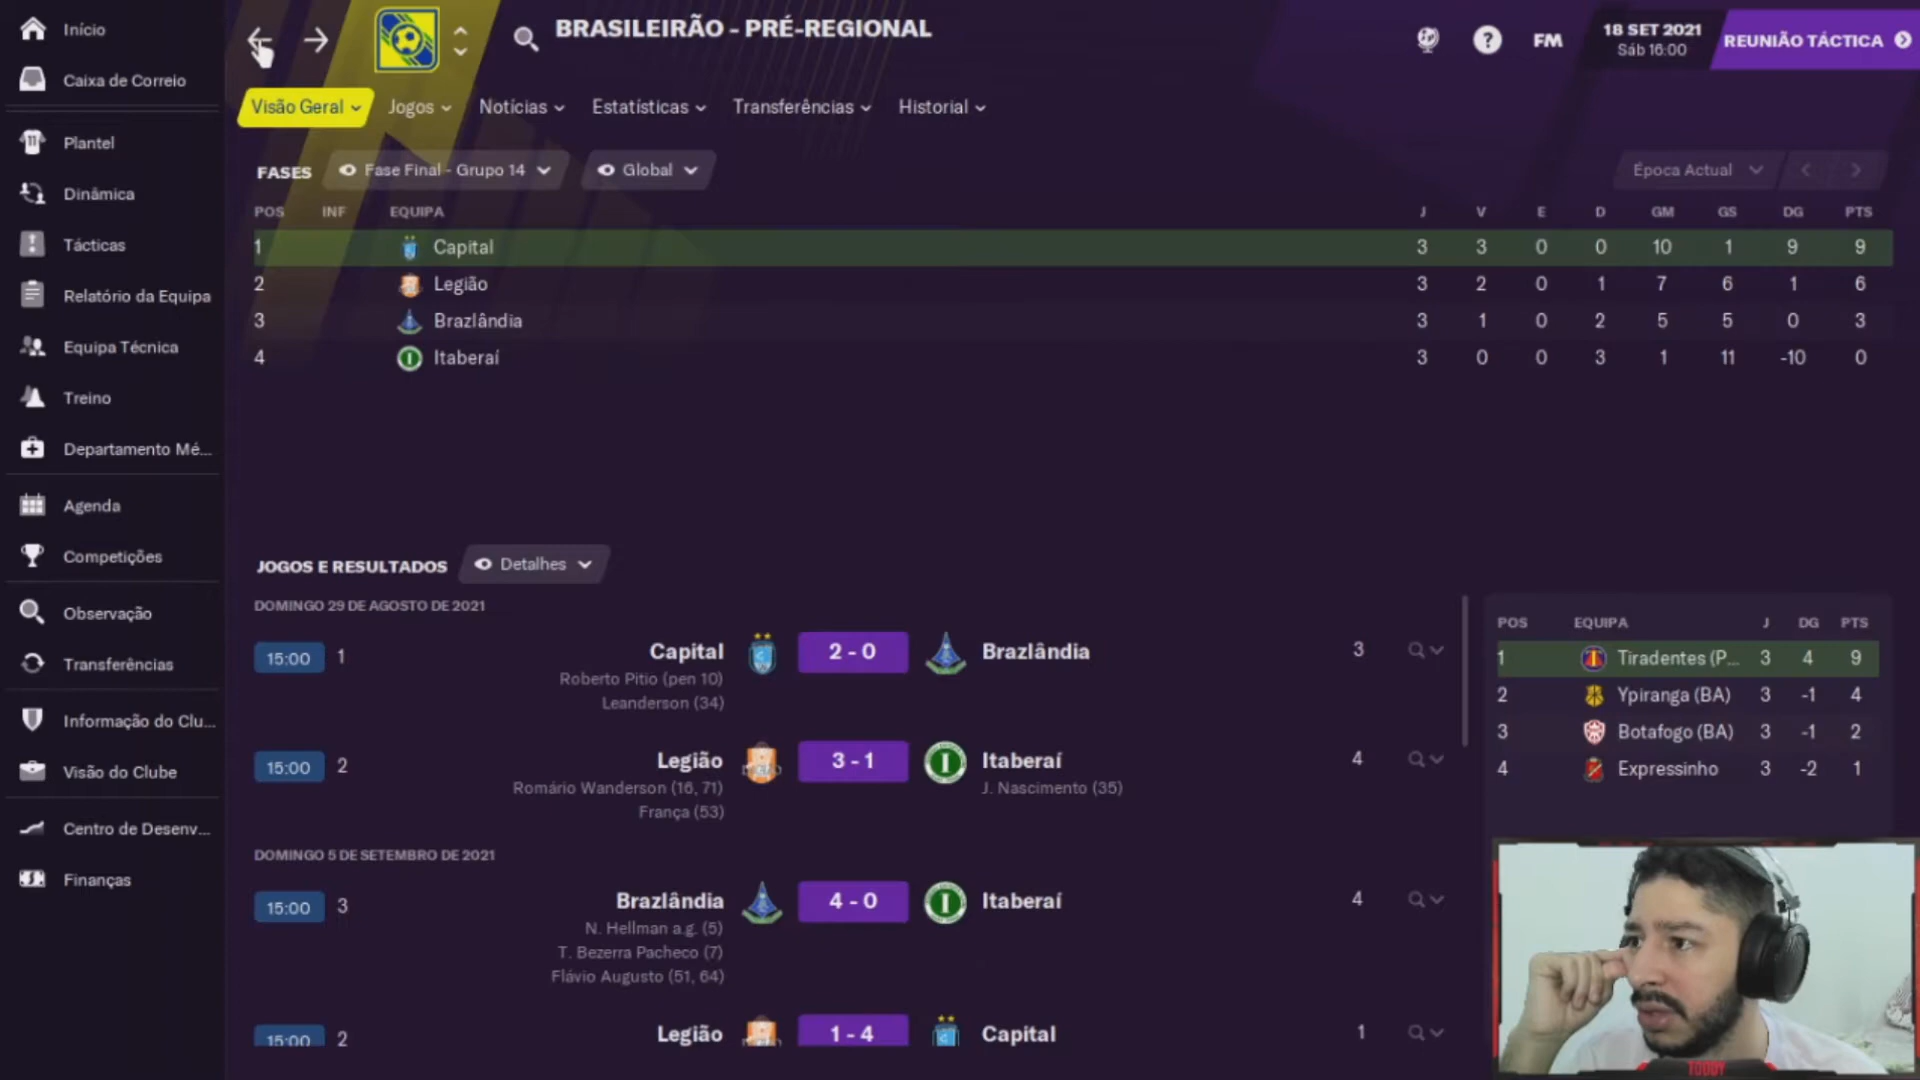 Início
Caixa de Correio
Plantel
Dinâmica
Tácticas
Relatório da Equipa
Equipa Técnica
Treino
Departamento Mé...
Agenda
Competições
Observação
Transferências
Informação do Clu...
Visão do Clube
Centro de Desenv...
Finanças
BRASILEIRÃO - PRÉ-REGIONAL
FM
18 SET 2021
Sáb 16:00
REUNIÃO TÁCTICA
Visão Geral Jogos Notícias Estatísticas Transferências Historial
FASES Fase Final - Grupo 14 Global Época Actual
POS INF EQUIPA J V E D GM GS DG PTS
1 Capital 3 3 0 0 10 1 9 9
2 Legião 3 2 0 1 7 6 1 6
3 Brazlândia 3 1 0 2 5 5 0 3
4 Itaberaí 3 0 0 3 1 11 -10 0
JOGOS E RESULTADOS Detalhes
DOMINGO 29 DE AGOSTO DE 2021
15:00 1 Capital 2 - 0 Brazlândia 3
Roberto Pitio (pen 10)
Leanderson (34)
15:00 2 Legião 3 - 1 Itaberaí 4
Romário Wanderson (16, 71) J. Nascimento (35)
França (53)
DOMINGO 5 DE SETEMBRO DE 2021
15:00 3 Brazlândia 4 - 0 Itaberaí 4
N. Hellman a.g. (5)
T. Bezerra Pacheco (7)
Flávio Augusto (51, 64)
15:00 2 Legião 1 - 4 Capital 1
POS EQUIPA J DG PTS
1 Tiradentes (P... 3 4 9
2 Ypiranga (BA) 3 -1 4
3 Botafogo (BA) 3 -1 2
4 Expressinho 3 -2 1
TODDY